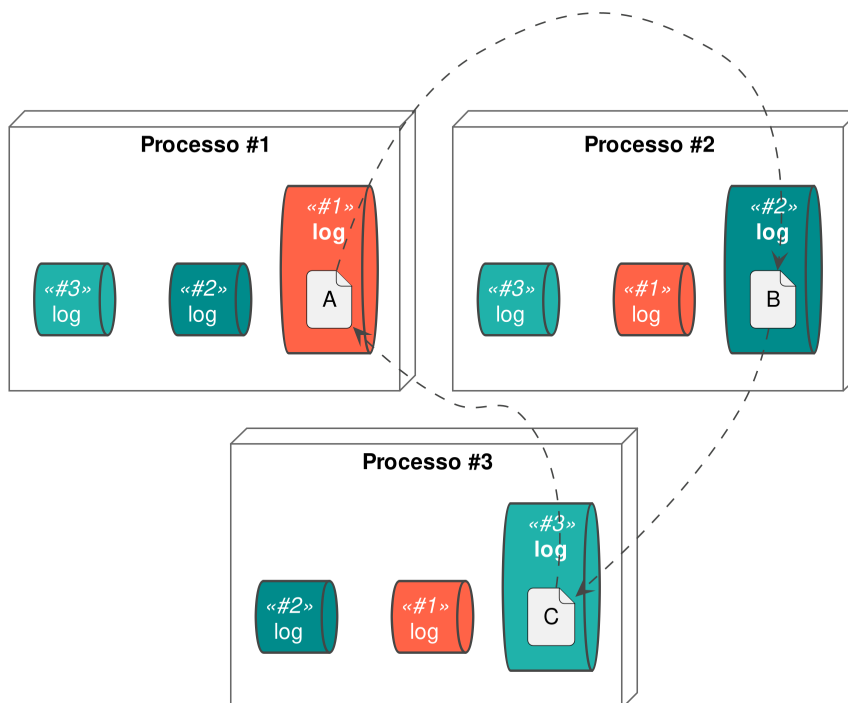 Processo #1
«#3»
log
«#2»
log
«#1»
log
A
Processo #2
«#3»
log
«#1»
log
«#2»
log
B
Processo #3
«#2»
log
«#1»
log
«#3»
log
C